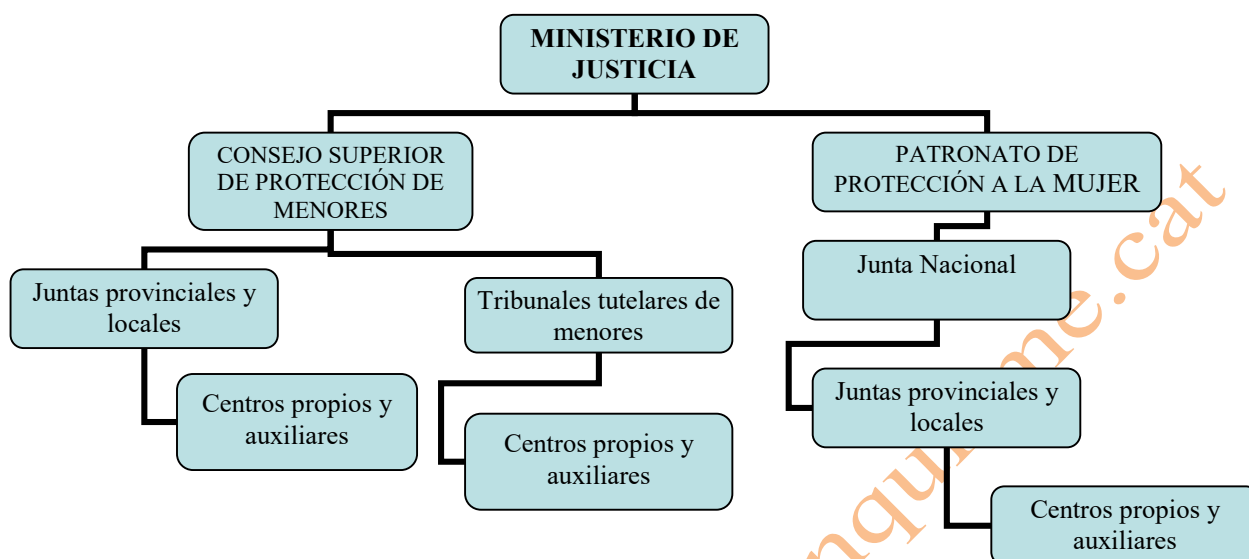 MINISTERIO DE
JUSTICIA
CONSEJO SUPERIOR
DE PROTECCIÓN DE
MENORES
PATRONATO DE
PROTECCIÓN A LA MUJER
Juntas provinciales y
locales
Tribunales tutelares de
menores
Junta Nacional
Centros propios y
auxiliares
Centros propios y
auxiliares
Juntas provinciales y
locales
Centros propios y
auxiliares